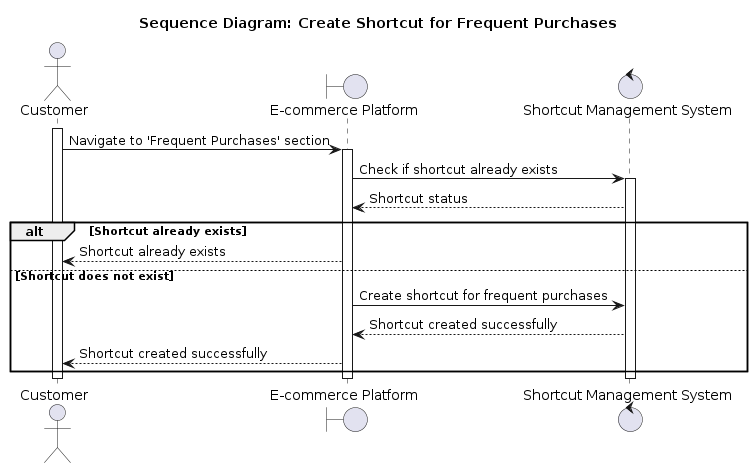 Sequence Diagram: Create Shortcut for Frequent Purchases
Customer
E-commerce Platform
Shortcut Management System
Navigate to 'Frequent Purchases' section
Check if shortcut already exists
Shortcut status
alt
[Shortcut already exists]
Shortcut already exists
[Shortcut does not exist]
Create shortcut for frequent purchases
Shortcut created successfully
Shortcut created successfully
Customer
E-commerce Platform
Shortcut Management System